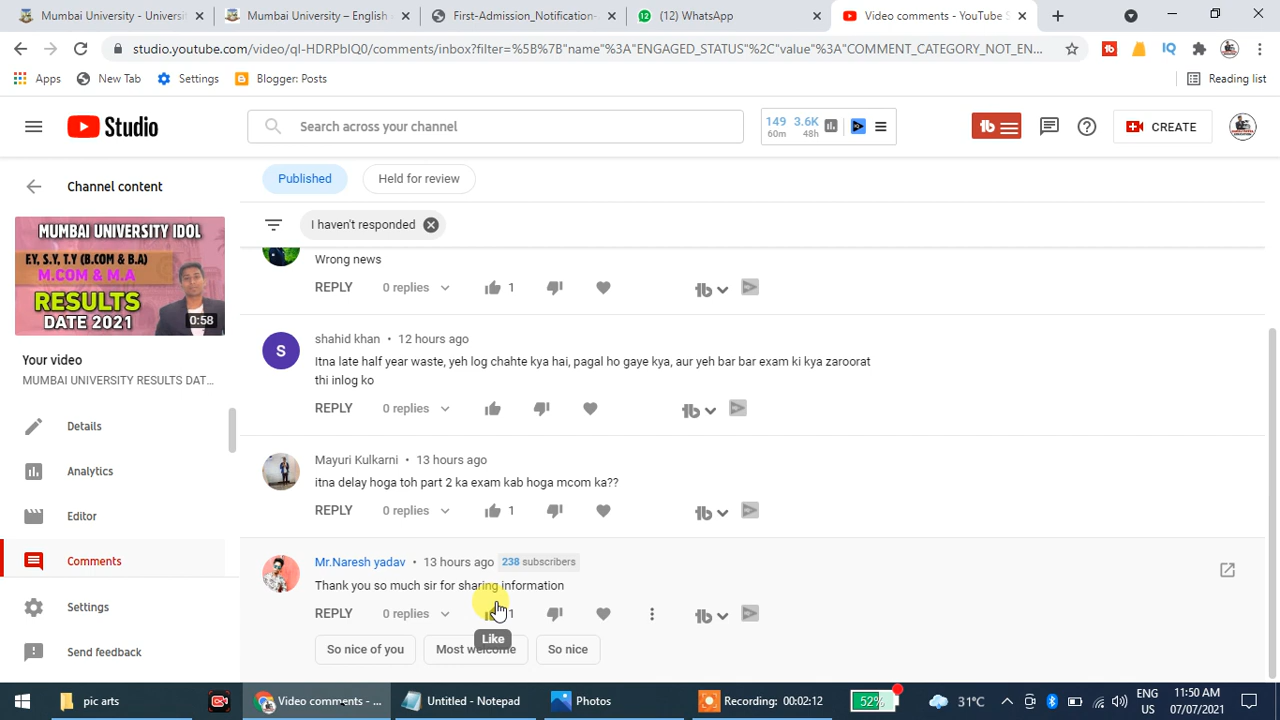 Mumbai University – Universi
Mumbai University – English
First-Admission_Notification-
(12) WhatsApp
Video comments - YouTube S
studio.youtube.com/video/ql-HDRPbIQ0/comments/inbox?filter=%5B%7B"name"%3A"ENGAGED_STATUS"%2C"value"%3A"COMMENT_CATEGORY_NOT_EN...
Apps
New Tab
Settings
Blogger: Posts
Reading list
Studio
Search across your channel
149 3.6K
60m 48h
CREATE
Channel content
Published
Held for review
I haven't responded
MUMBAI UNIVERSITY IDOL
F.Y, S.Y, T.Y (B.COM & B.A)
M.COM & M.A
RESULTS
DATE 2021
0:58
Your video
MUMBAI UNIVERSITY RESULTS DAT...
Details
Analytics
Editor
Comments
Settings
Send feedback
Wrong news
REPLY 0 replies 1
S
shahid khan • 12 hours ago
Itna late half year waste, yeh log chahte kya hai, pagal ho gaye kya, aur yeh bar bar exam ki kya zaroorat
thi inlog ko
REPLY 0 replies
Mayuri Kulkarni • 13 hours ago
itna delay hoga toh part 2 ka exam kab hoga mcom ka??
REPLY 0 replies 1
Mr.Naresh yadav • 13 hours ago 238 subscribers
Thank you so much sir for sharing information
REPLY 0 replies 1
Like
So nice of you
Most welcome
So nice
pic arts
Video comments - ...
Untitled - Notepad
Photos
Recording: 00:02:12
52%
31°C
ENG
US
11:50 AM
07/07/2021